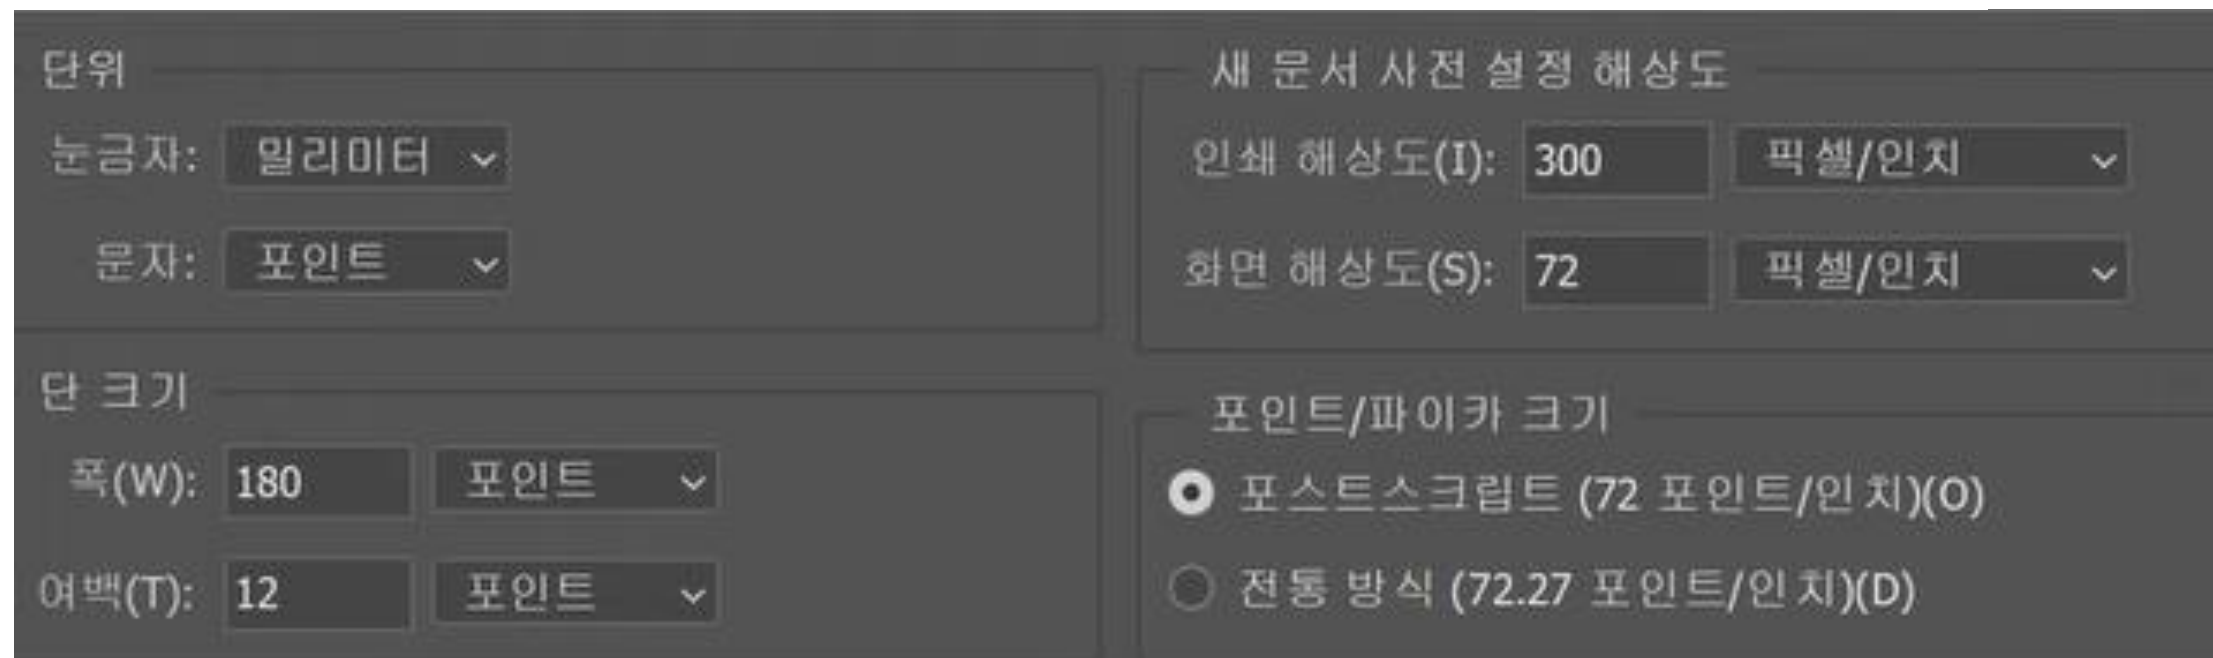 단위
눈금자: 밀리미터
문자: 포인트
새 문서 사전 설정 해상도
인쇄 해상도(I): 300 픽셀/인치
화면 해상도(S): 72 픽셀/인치
단 크기
폭(W): 180 포인트
여백(T): 12 포인트
포인트/파이카 크기
포스트스크립트 (72 포인트/인치)(O)
전통 방식 (72.27 포인트/인치)(D)